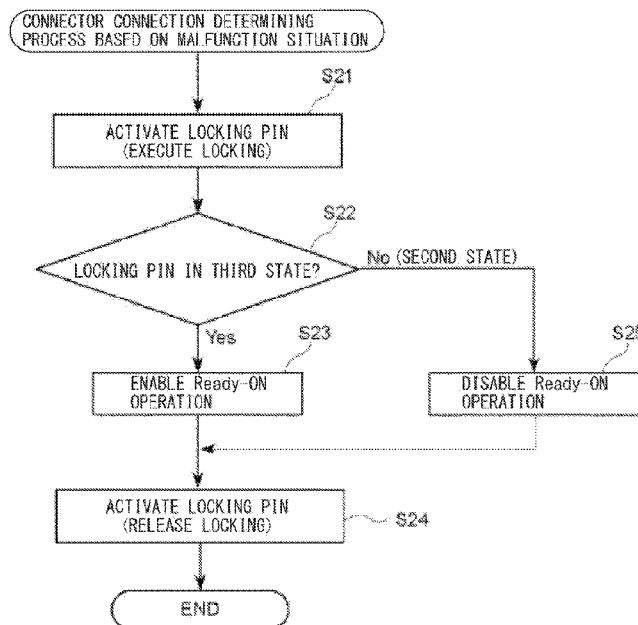 CONNECTOR CONNECTION DETERMINING
PROCESS BASED ON MALFUNCTION SITUATION
S21
ACTIVATE LOCKING PIN
(EXECUTE LOCKING)
S22
LOCKING PIN IN THIRD STATE?
No (SECOND STATE)
Yes
S23
S25
ENABLE Ready-ON
OPERATION
DISABLE Ready-ON
OPERATION
ACTIVATE LOCKING PIN
(RELEASE LOCKING)
S24
END